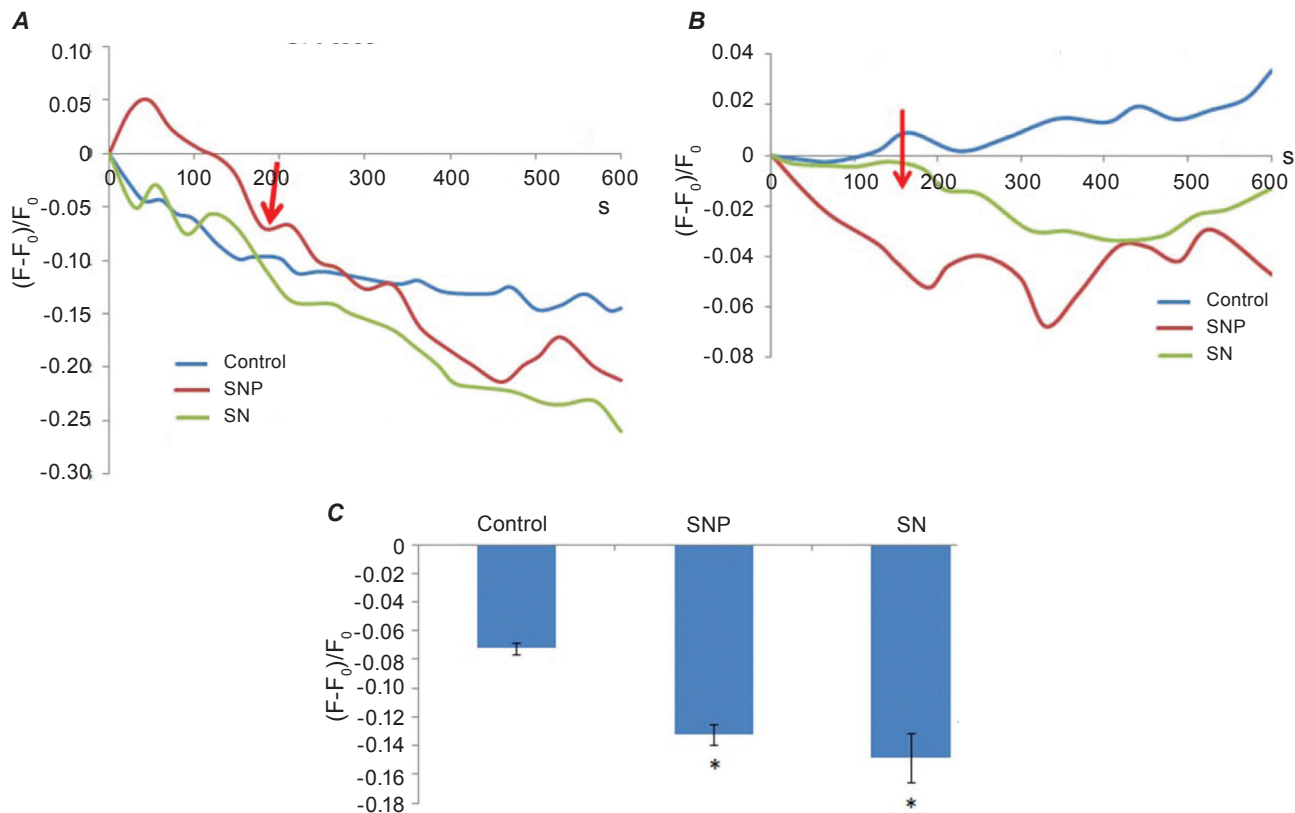 A
0.10
0.05
0
-0.05
-0.10
-0.15
-0.20
-0.25
-0.30
(F-F₀)/F₀
0 100 200 300 400 500 600
s
Control
SNP
SN
B
0.04
0.02
0
-0.02
-0.04
-0.06
-0.08
(F-F₀)/F₀
0 100 200 300 400 500 600
s
Control
SNP
SN
C
Control SNP SN
0
-0.02
-0.04
-0.06
-0.08
-0.10
-0.12
-0.14
-0.16
-0.18
(F-F₀)/F₀
* *